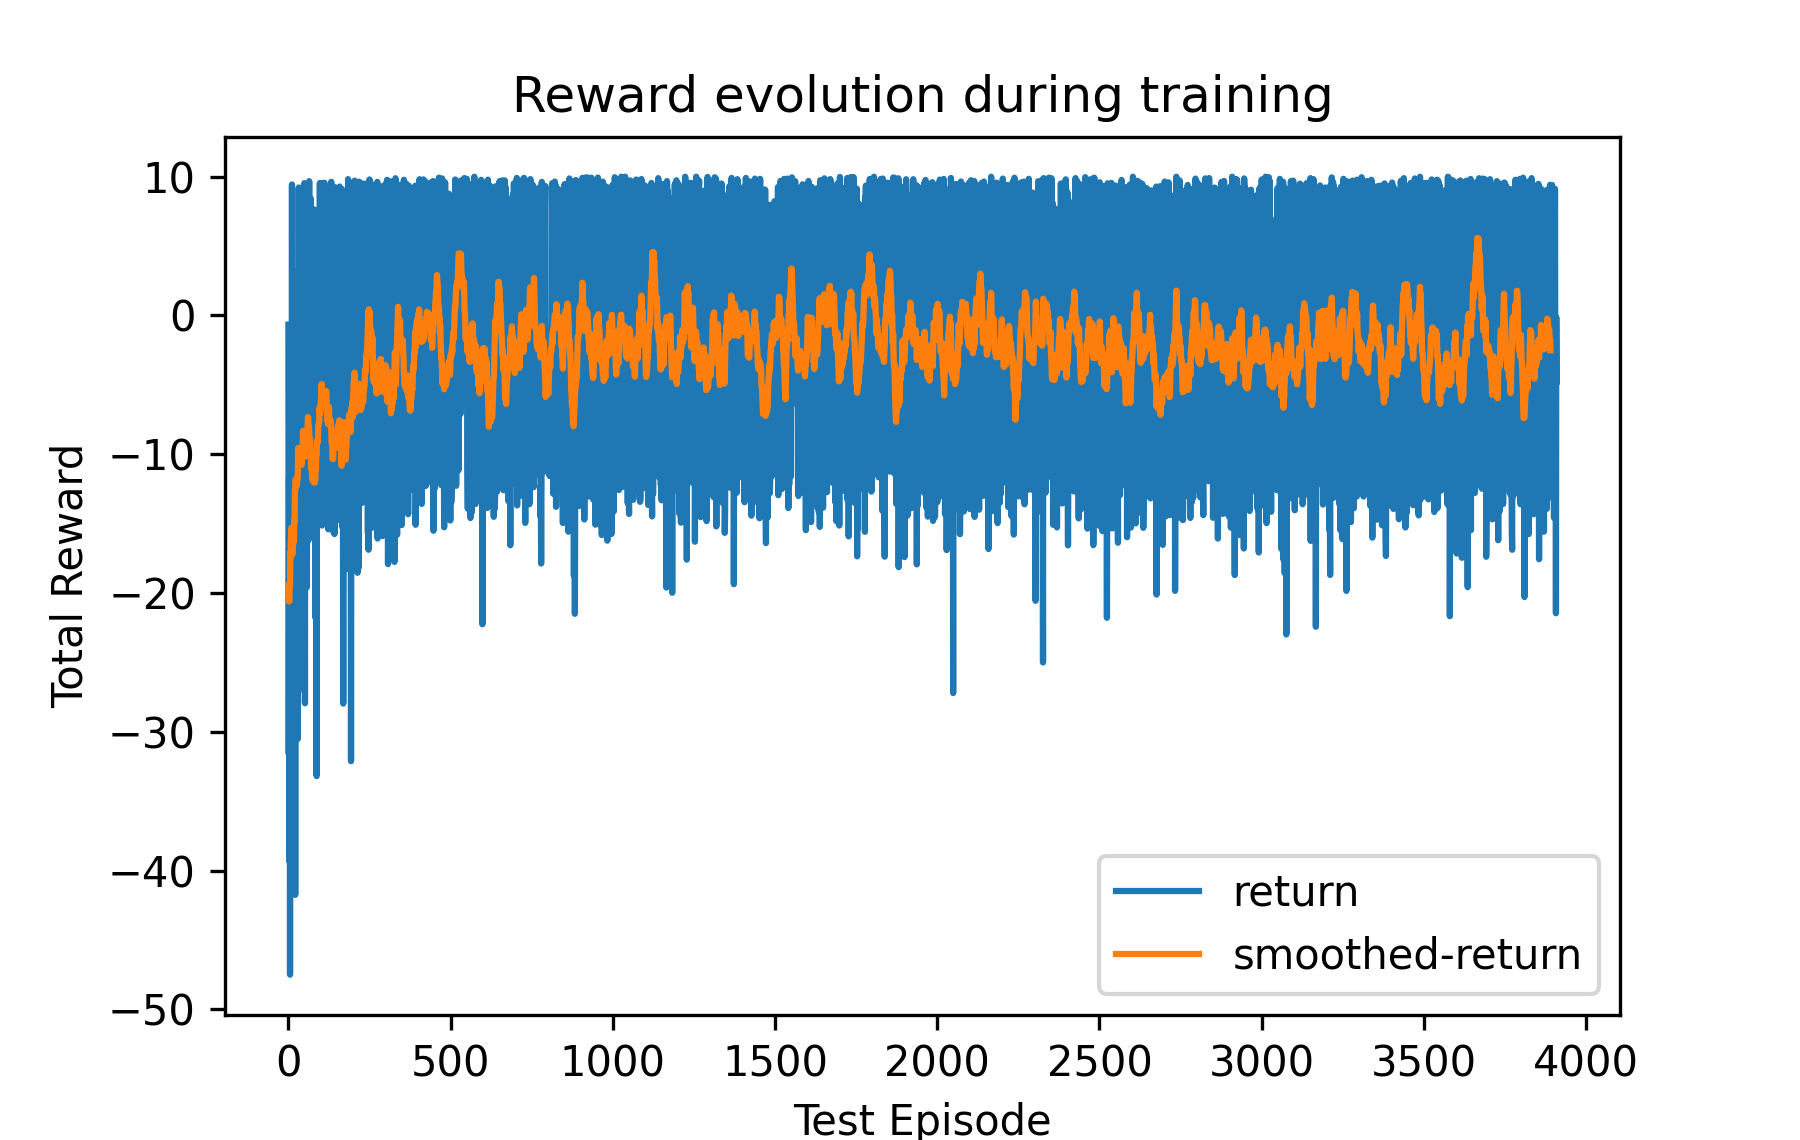 Reward evolution during training
10
0
−10
−20
−30
−40
−50
Total Reward
return
smoothed-return
0 500 1000 1500 2000 2500 3000 3500 4000
Test Episode